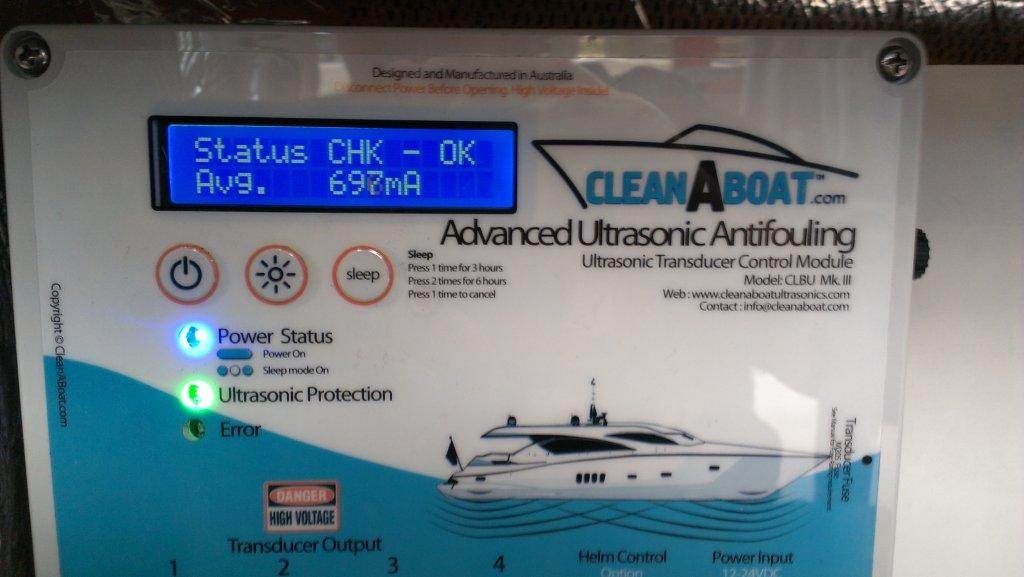 Designed and Manufactured in Australia
Disconnect Power Before Opening. High Voltage Inside!
Status CHK - OK
Avg. mA
CLEANABOAT™.com
Advanced Ultrasonic Antifouling
Ultrasonic Transducer Control Module
Model: CLBU Mk. III
Web : www.cleanaboatultrasonics.com
Contact : info@cleanaboat.com
sleep
Sleep
Press 1 time for 3 hours
Press 2 times for 6 hours
Press 1 time to cancel
Power Status
Power On
Sleep mode On
Ultrasonic Protection
Error
Copyright © CleanABoat.com
Transducer Fuse
DANGER
HIGH VOLTAGE
Transducer Output
1 2 3 4
Helm Control
Option
Power Input
12-24VDC